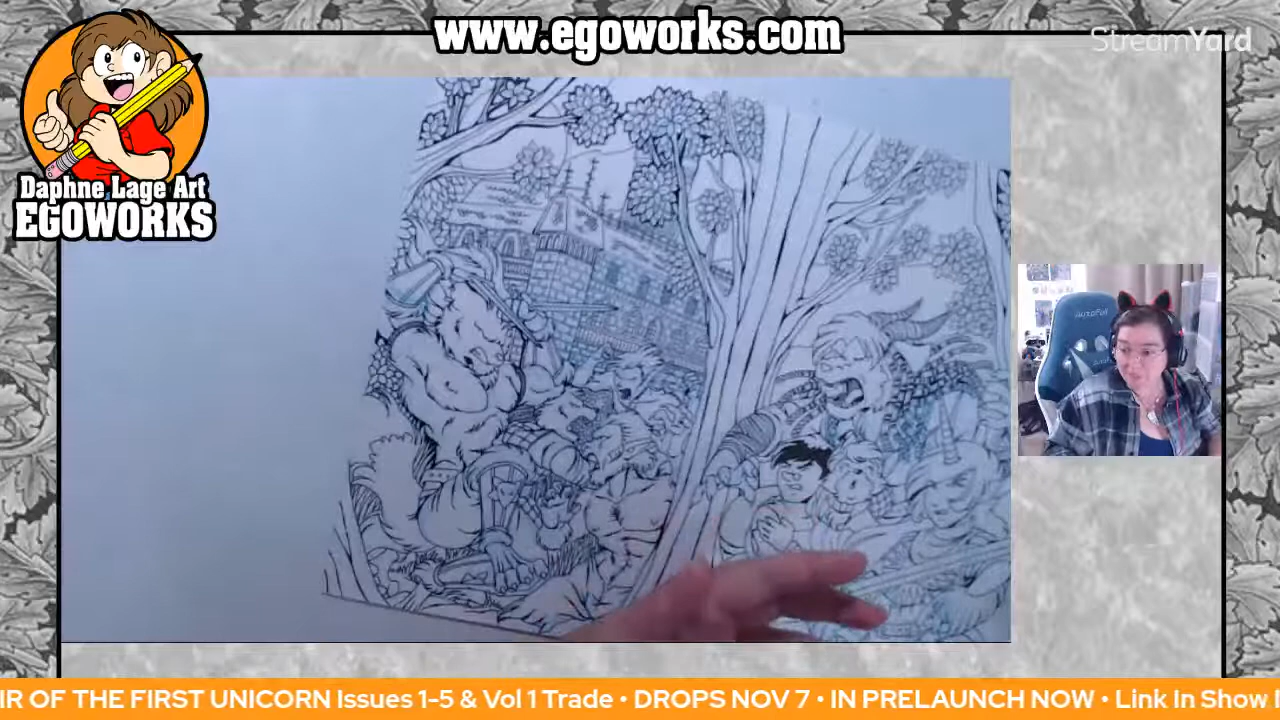 www.egoworks.com
StreamYard
Daphne Lage Art
EGOWORKS
AutoFull
IR OF THE FIRST UNICORN Issues 1-5 & Vol 1 Trade • DROPS NOV 7 • IN PRELAUNCH NOW • Link In Show